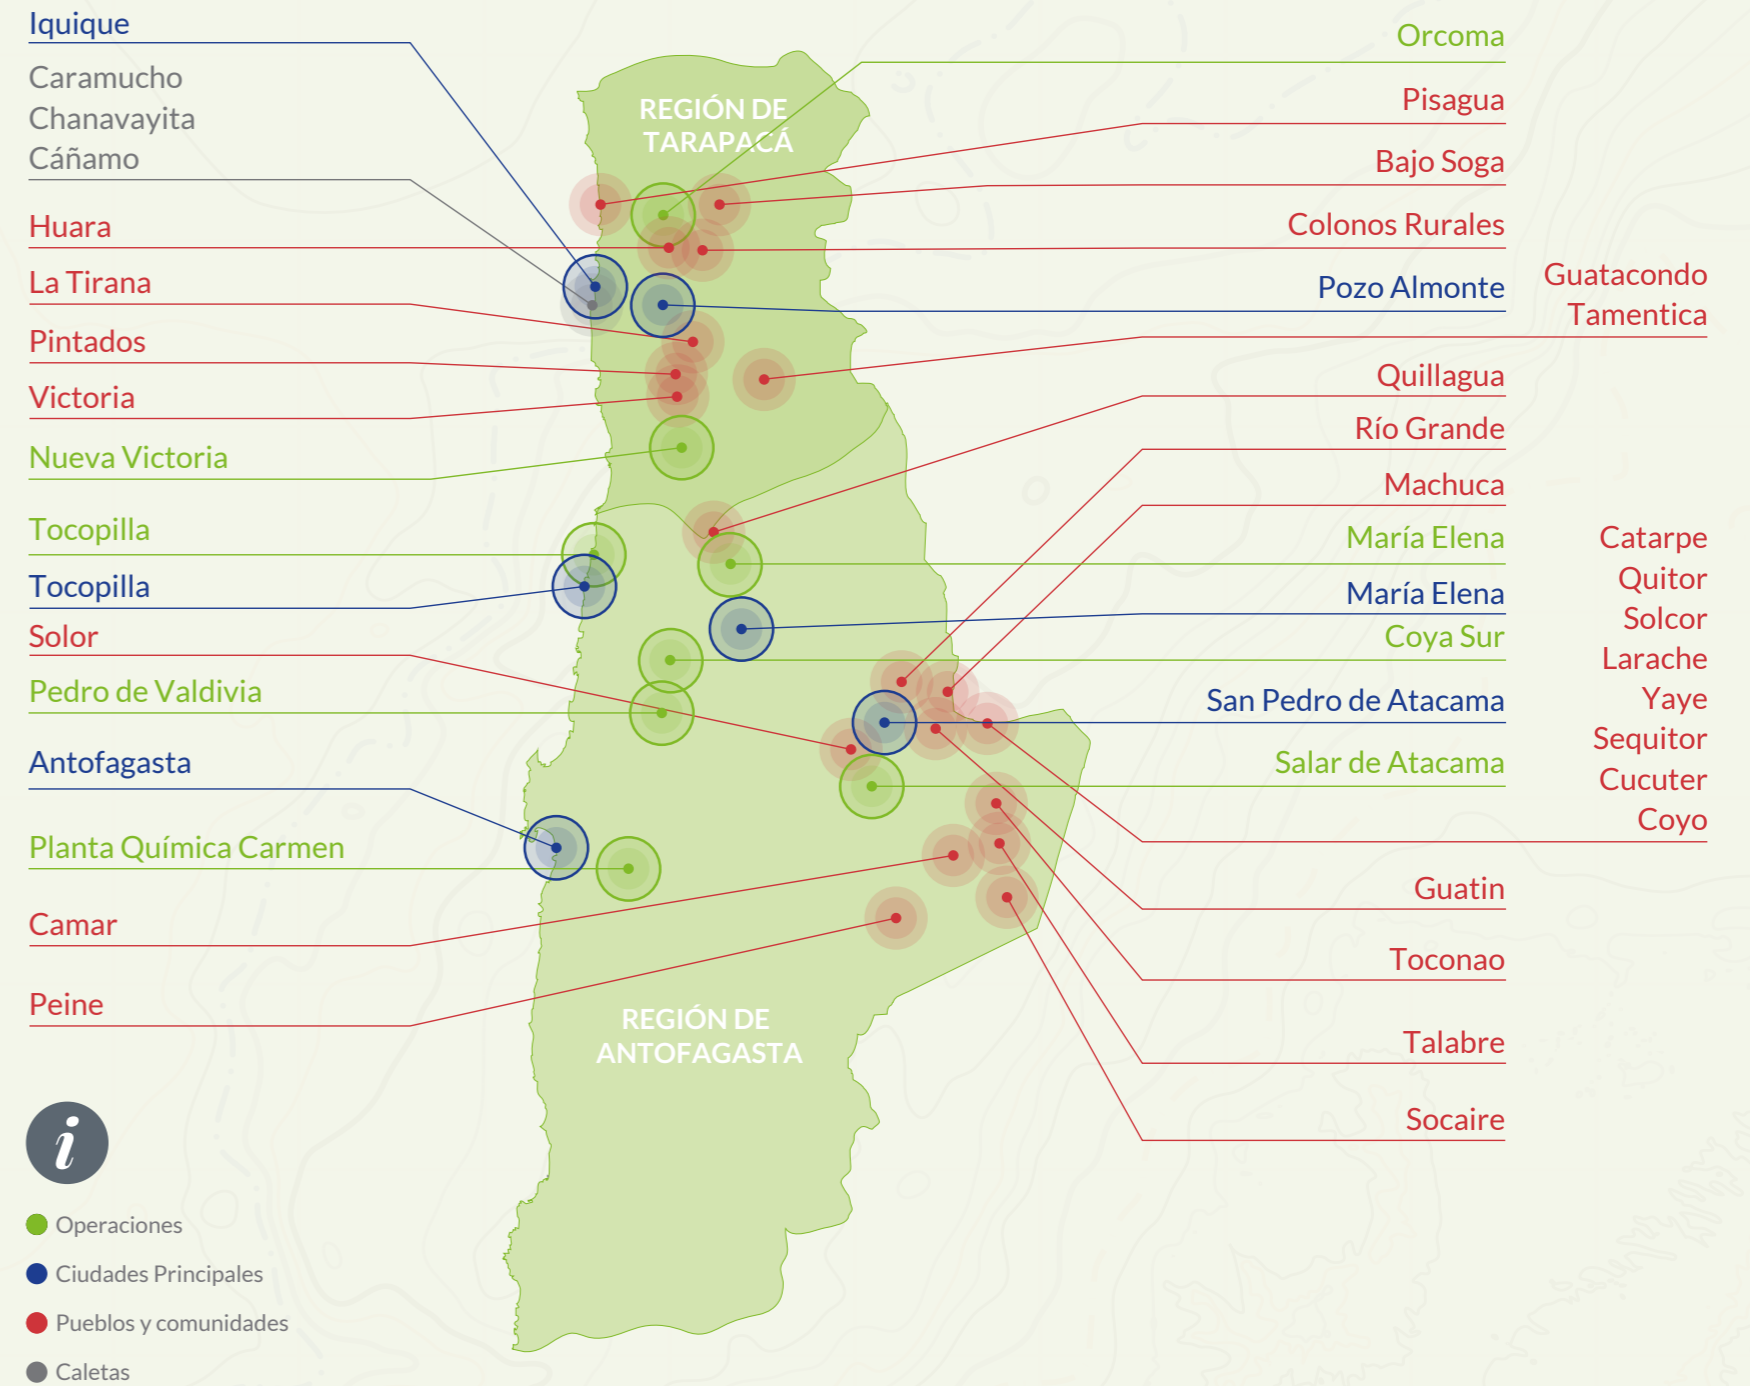 Iquique
Caramucho
Chanavayita
Cáñamo
Huara
La Tirana
Pintados
Victoria
Nueva Victoria
Tocopilla
Tocopilla
Solor
Pedro de Valdivia
Antofagasta
Planta Química Carmen
Camar
Peine
REGIÓN DE
TARAPACÁ
REGIÓN DE
ANTOFAGASTA
Orcoma
Pisagua
Bajo Soga
Colonos Rurales
Pozo Almonte
Guatacondo
Tamentica
Quillagua
Río Grande
Machuca
María Elena
María Elena
Coya Sur
San Pedro de Atacama
Salar de Atacama
Catarpe
Quitor
Solcor
Larache
Yaye
Sequitor
Cucuter
Coyo
Guatin
Toconao
Talabre
Socaire
i
Operaciones
Ciudades Principales
Pueblos y comunidades
Caletas